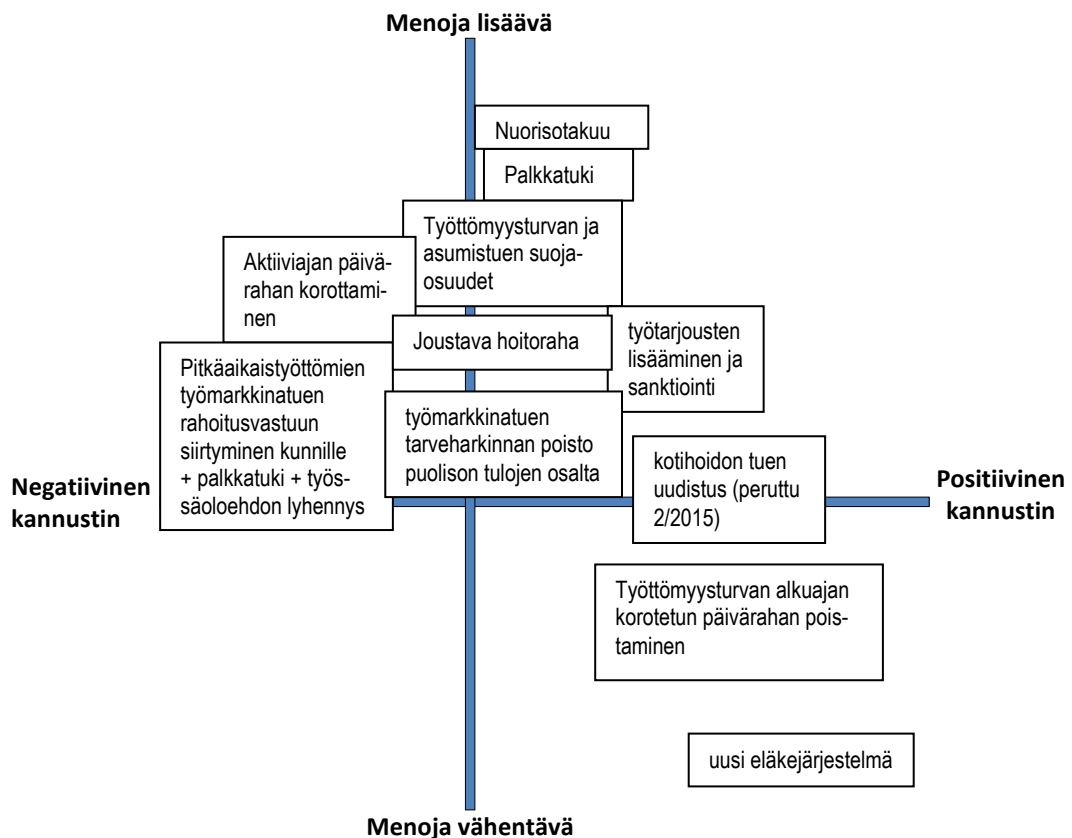 Menoja lisäävä
Nuorisotakuu
Palkkatuki
Työttömyysturvan ja
asumistuen suoja-
osuudet
Aktiiviajan päivä-
rahan korottami-
nen
Joustava hoitoraha
työtarjousten
lisääminen ja
sanktiointi
Pitkäaikaistyöttömien
työmarkkinatuen
rahoitusvastuun
siirtyminen kunnille
+ palkkatuki + työs-
säoloehdon lyhennys
työmarkkinatuen
tarveharkinnan poisto
puolison tulojen osalta
kotihoidon tuen
uudistus (peruttu
2/2015)
Negatiivinen
kannustin
Positiivinen
kannustin
Työttömyysturvan alkuajan
korotetun päivärahan pois-
taminen
uusi eläkejärjestelmä
Menoja vähentävä